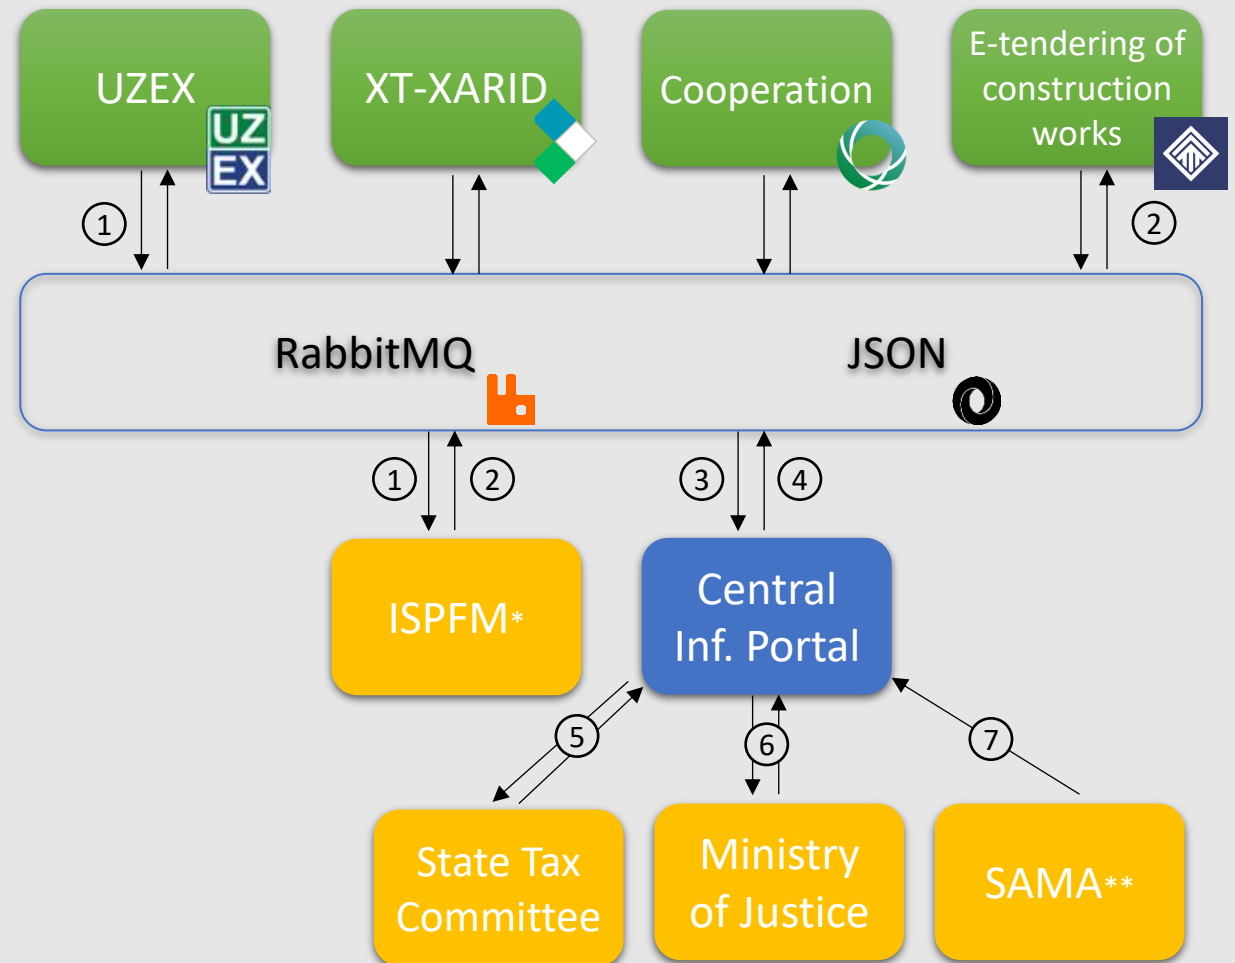 UZEX
UZ
EX
XT-XARID
Cooperation
E-tendering of
construction
works
1
2
RabbitMQ
JSON
1
2
3
4
ISPFM*
Central
Inf. Portal
5
6
7
State Tax
Committee
Ministry
of Justice
SAMA**